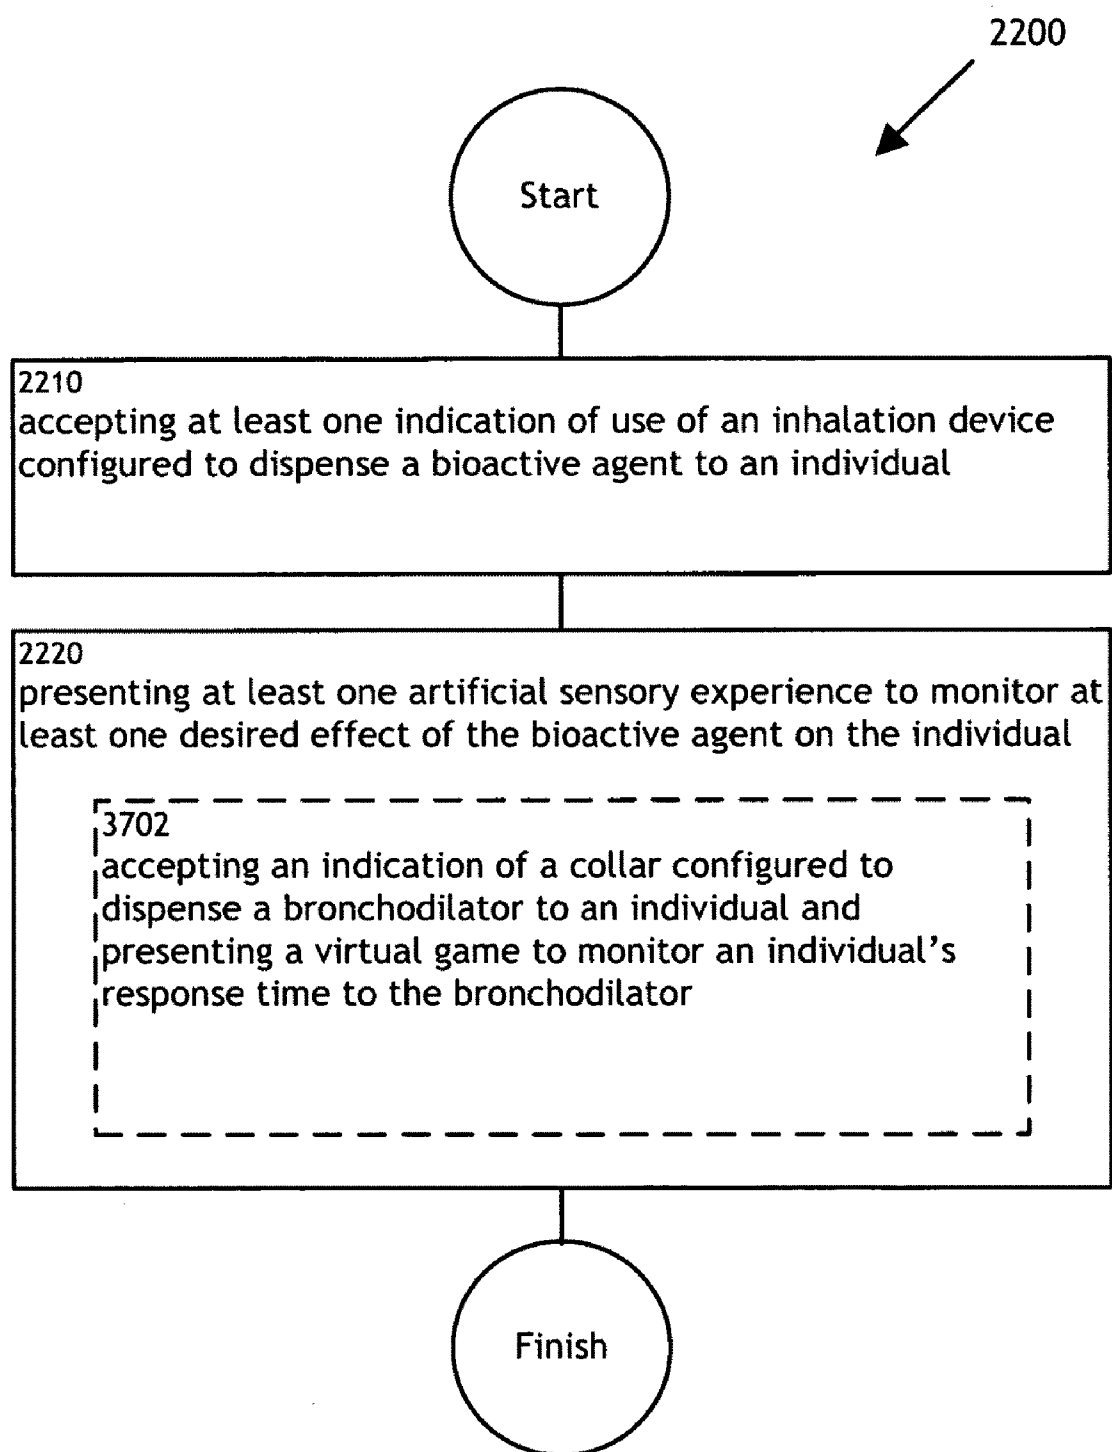 2200
Start
2210
accepting at least one indication of use of an inhalation device
configured to dispense a bioactive agent to an individual
2220
presenting at least one artificial sensory experience to monitor at
least one desired effect of the bioactive agent on the individual
3702
accepting an indication of a collar configured to
dispense a bronchodilator to an individual and
presenting a virtual game to monitor an individual’s
response time to the bronchodilator
Finish